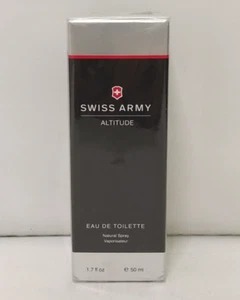 SWISS ARMY
ALTITUDE
EAU DE TOILETTE
Natural Spray
Vaporisateur
1.7 fl oz ℮ 50 ml